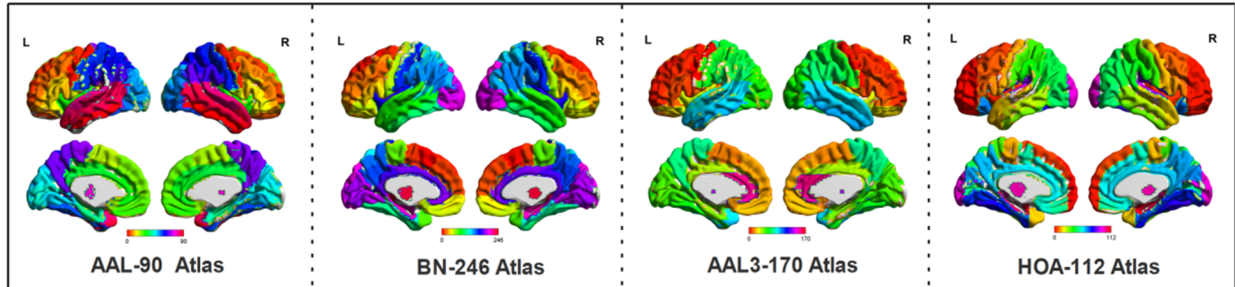 L R
L R
L R
L R
0 90
0 246
0 170
0 112
AAL-90 Atlas
BN-246 Atlas
AAL3-170 Atlas
HOA-112 Atlas